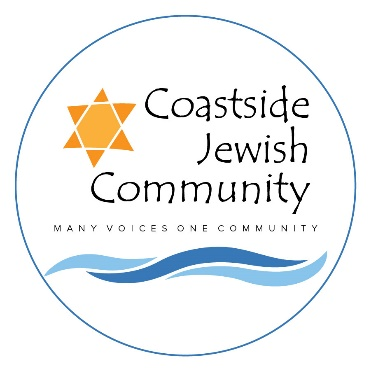 Coastside
Jewish
Community
MANY VOICES ONE COMMUNITY